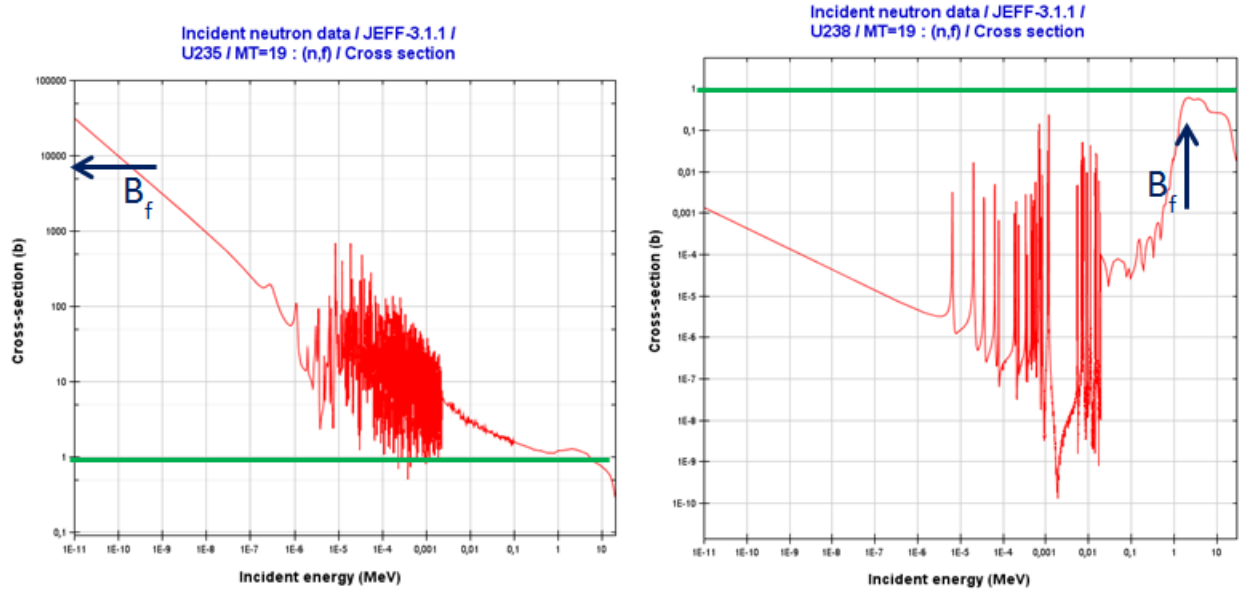 Incident neutron data / JEFF-3.1.1 /
U235 / MT=19 : (n,f) / Cross section
100000
10000
1000
100
10
1
0,1
Cross-section (b)
B_f
1E-11 1E-10 1E-9 1E-8 1E-7 1E-6 1E-5 1E-4 0,001 0,01 0,1 1 10
Incident energy (MeV)
Incident neutron data / JEFF-3.1.1 /
U238 / MT=19 : (n,f) / Cross section
1
0,1
0,01
0,001
1E-4
1E-5
1E-6
1E-7
1E-8
1E-9
1E-10
Cross-section (b)
B_f
1E-11 1E-10 1E-9 1E-8 1E-7 1E-6 1E-5 1E-4 0,001 0,01 0,1 1 10
Incident energy (MeV)